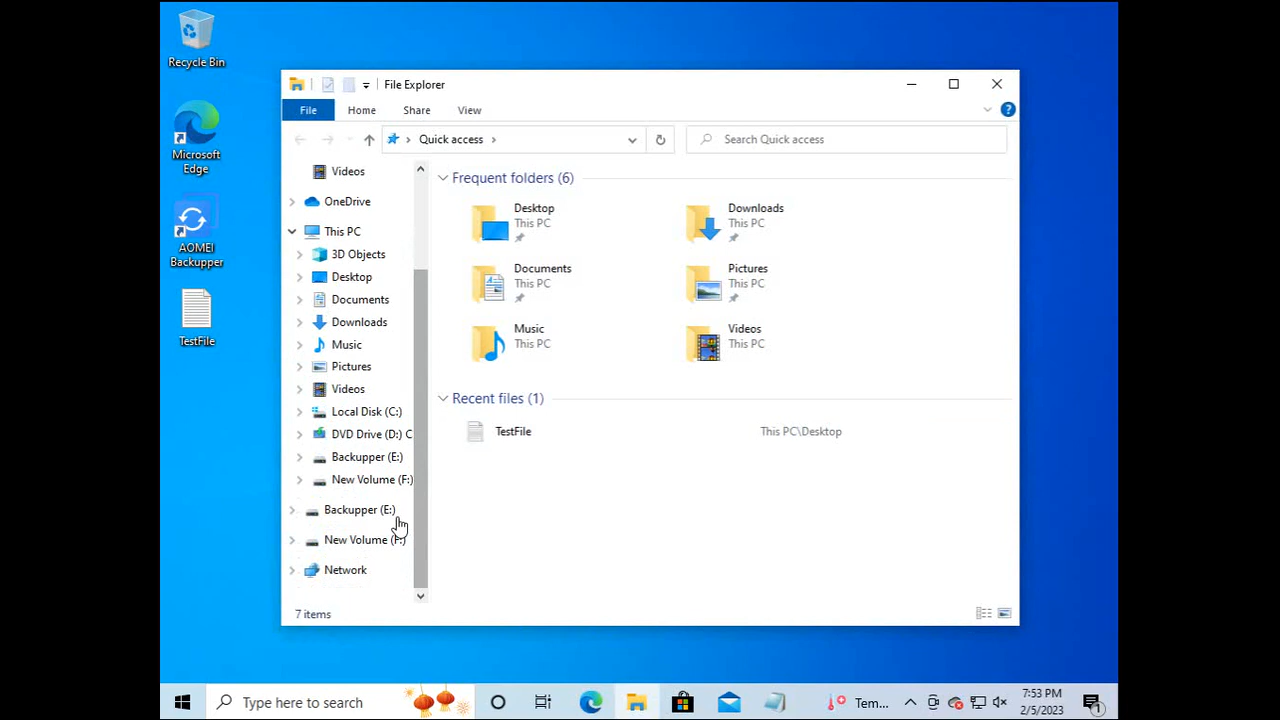 Recycle Bin
Microsoft
Edge
AOMEI
Backupper
TestFile
File Explorer
File
Home
Share
View
Quick access
Search Quick access
Videos
OneDrive
This PC
3D Objects
Desktop
Documents
Downloads
Music
Pictures
Videos
Local Disk (C:)
DVD Drive (D:) C
Backupper (E:)
New Volume (F:)
Backupper (E:)
New Volume (F:)
Network
Frequent folders (6)
Desktop
This PC
Downloads
This PC
Documents
This PC
Pictures
This PC
Music
This PC
Videos
This PC
Recent files (1)
TestFile
This PC\Desktop
7 items
Type here to search
Tem...
7:53 PM
2/5/2023
1